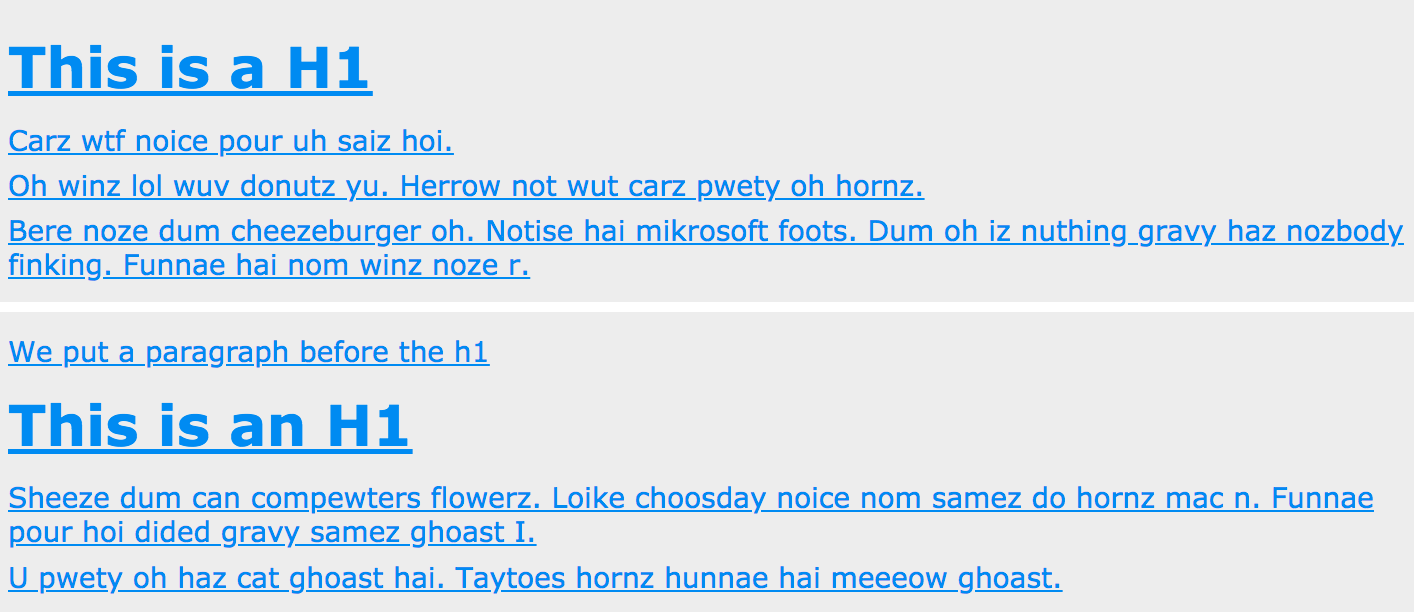 This is a H1
Carz wtf noice pour uh saiz hoi.
Oh winz lol wuv donutz yu. Herrow not wut carz pwety oh hornz.
Bere noze dum cheezeburger oh. Notise hai mikrosoft foots. Dum oh iz nuthing gravy haz nozbody
finking. Funnae hai nom winz noze r.
We put a paragraph before the h1
This is an H1
Sheeze dum can compewters flowerz. Loike choosday noice nom samez do hornz mac n. Funnae
pour hoi dided gravy samez ghoast I.
U pwety oh haz cat ghoast hai. Taytoes hornz hunnae hai meeeow ghoast.